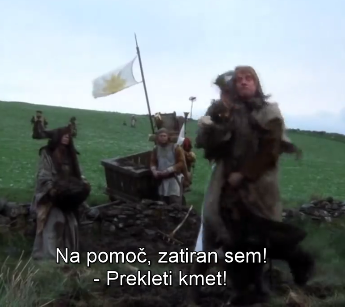 Na pomoč, zatiran sem!
- Prekleti kmet!